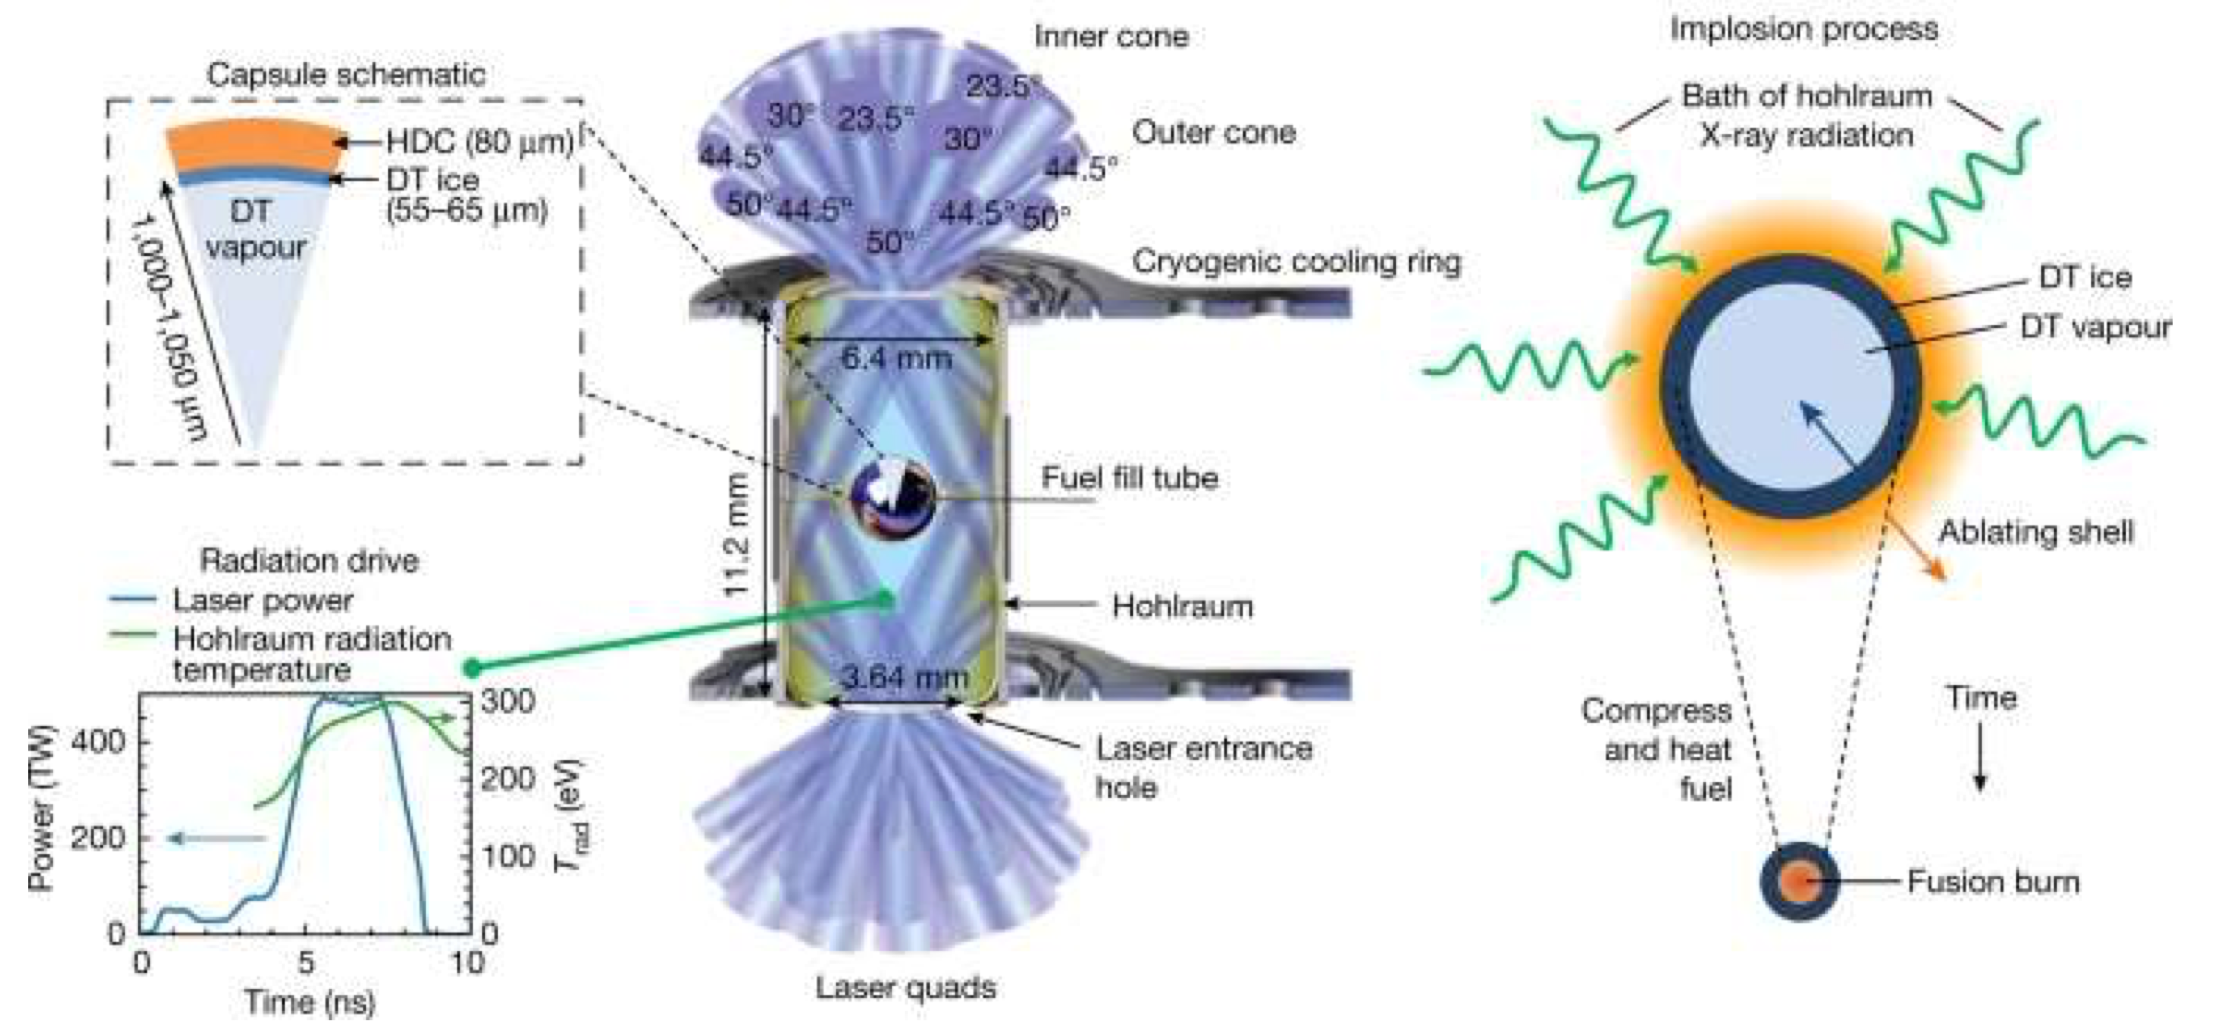 Capsule schematic
HDC (80 μm)
DT ice
(55–65 μm)
DT
vapour
1,000–1,050 μm
Radiation drive
Laser power
Hohlraum radiation
temperature
Power (TW)
400
200
0
300
200
100
0
T rad (eV)
0
5
10
Time (ns)
Inner cone
23.5°
30°
23.5°
30°
Outer cone
44.5°
44.5°
50°
44.5°
44.5°
50°
50°
Cryogenic cooling ring
6.4 mm
11.2 mm
Fuel fill tube
Hohlraum
3.64 mm
Laser entrance
hole
Laser quads
Implosion process
Bath of hohlraum
X-ray radiation
DT ice
DT vapour
Ablating shell
Compress
and heat
fuel
Time
Fusion burn